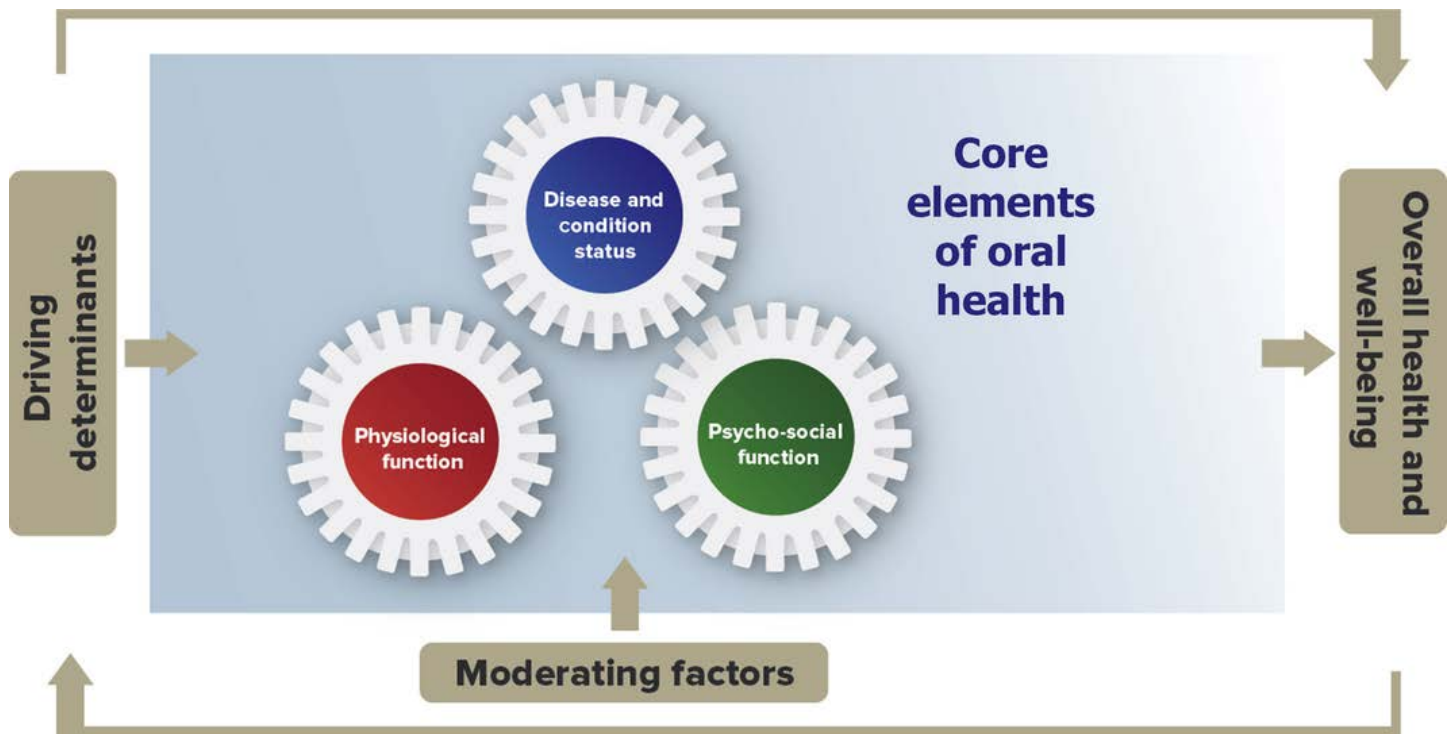 Disease and
condition
status
Core
elements
of oral
health
Driving
determinants
Overall health and
well-being
Physiological
function
Psycho-social
function
Moderating factors